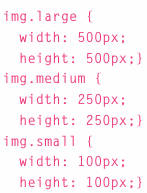 img.large {
  width: 500px;
  height: 500px;}
img.medium {
  width: 250px;
  height: 250px;}
img.small {
  width: 100px;
  height: 100px;}